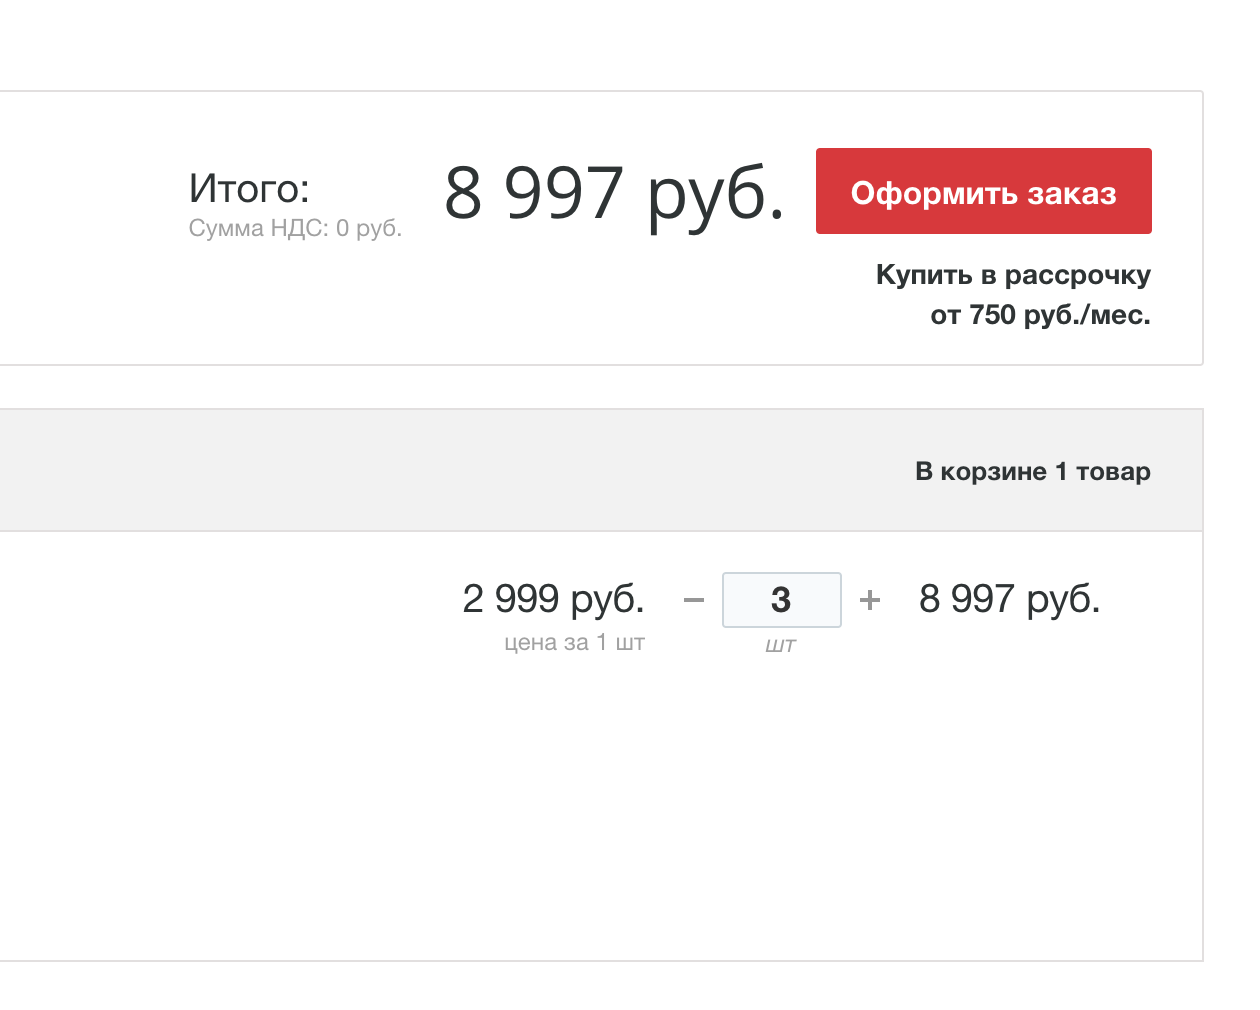 Итого:
Сумма НДС: 0 руб.
8 997 руб.
Оформить заказ
Купить в рассрочку
от 750 руб./мес.
В корзине 1 товар
2 999 руб. − 3 + 8 997 руб.
цена за 1 шт шт